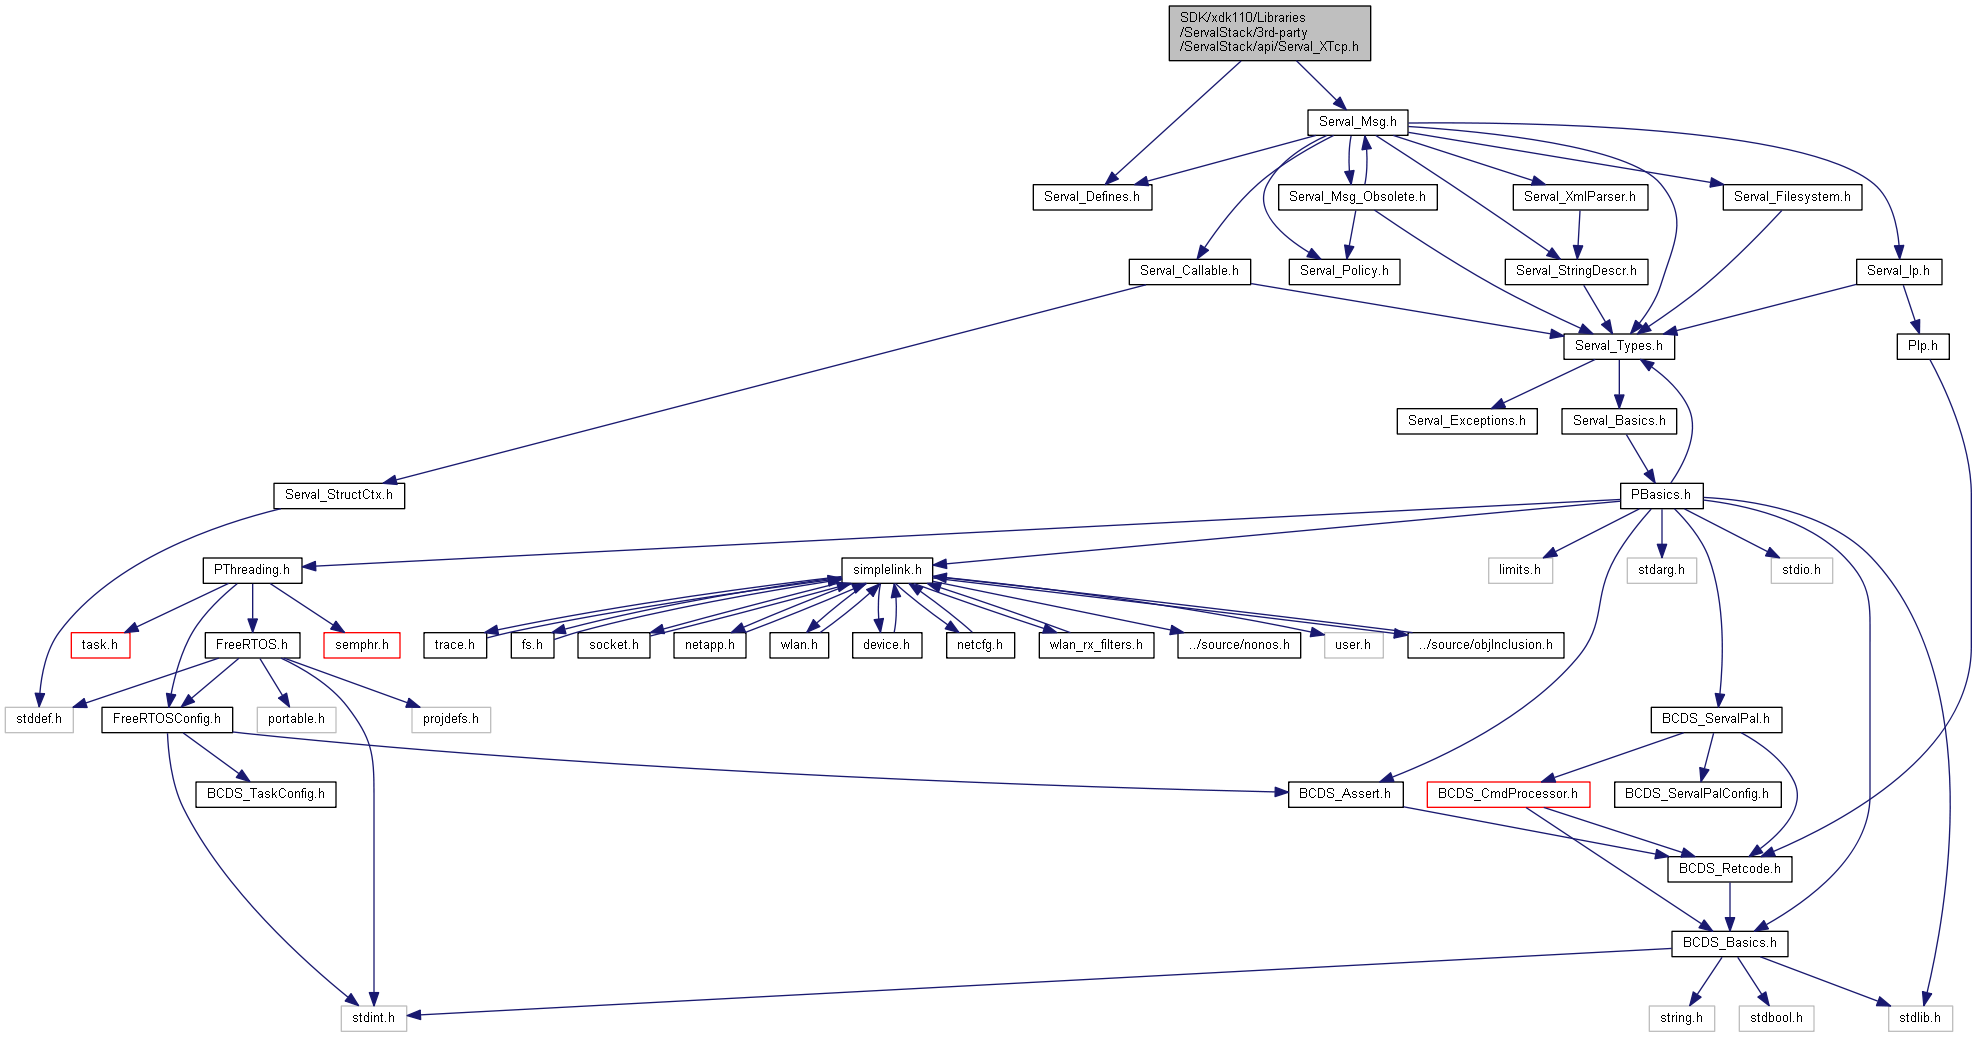 SDK/xdk110/Libraries
/ServalStack/3rd-party
/ServalStack/api/Serval_XTcp.h
Serval_Msg.h
Serval_Defines.h
Serval_Msg_Obsolete.h
Serval_XmlParser.h
Serval_Filesystem.h
Serval_Callable.h
Serval_Policy.h
Serval_StringDescr.h
Serval_Ip.h
Serval_Types.h
PIp.h
Serval_Exceptions.h
Serval_Basics.h
Serval_StructCtx.h
PBasics.h
PThreading.h
simplelink.h
limits.h
stdarg.h
stdio.h
task.h
FreeRTOS.h
semphr.h
trace.h
fs.h
socket.h
netapp.h
wlan.h
device.h
netcfg.h
wlan_rx_filters.h
../source/nonos.h
user.h
../source/objInclusion.h
stddef.h
FreeRTOSConfig.h
portable.h
projdefs.h
BCDS_ServalPal.h
BCDS_TaskConfig.h
BCDS_Assert.h
BCDS_CmdProcessor.h
BCDS_ServalPalConfig.h
BCDS_Retcode.h
BCDS_Basics.h
stdint.h
string.h
stdbool.h
stdlib.h